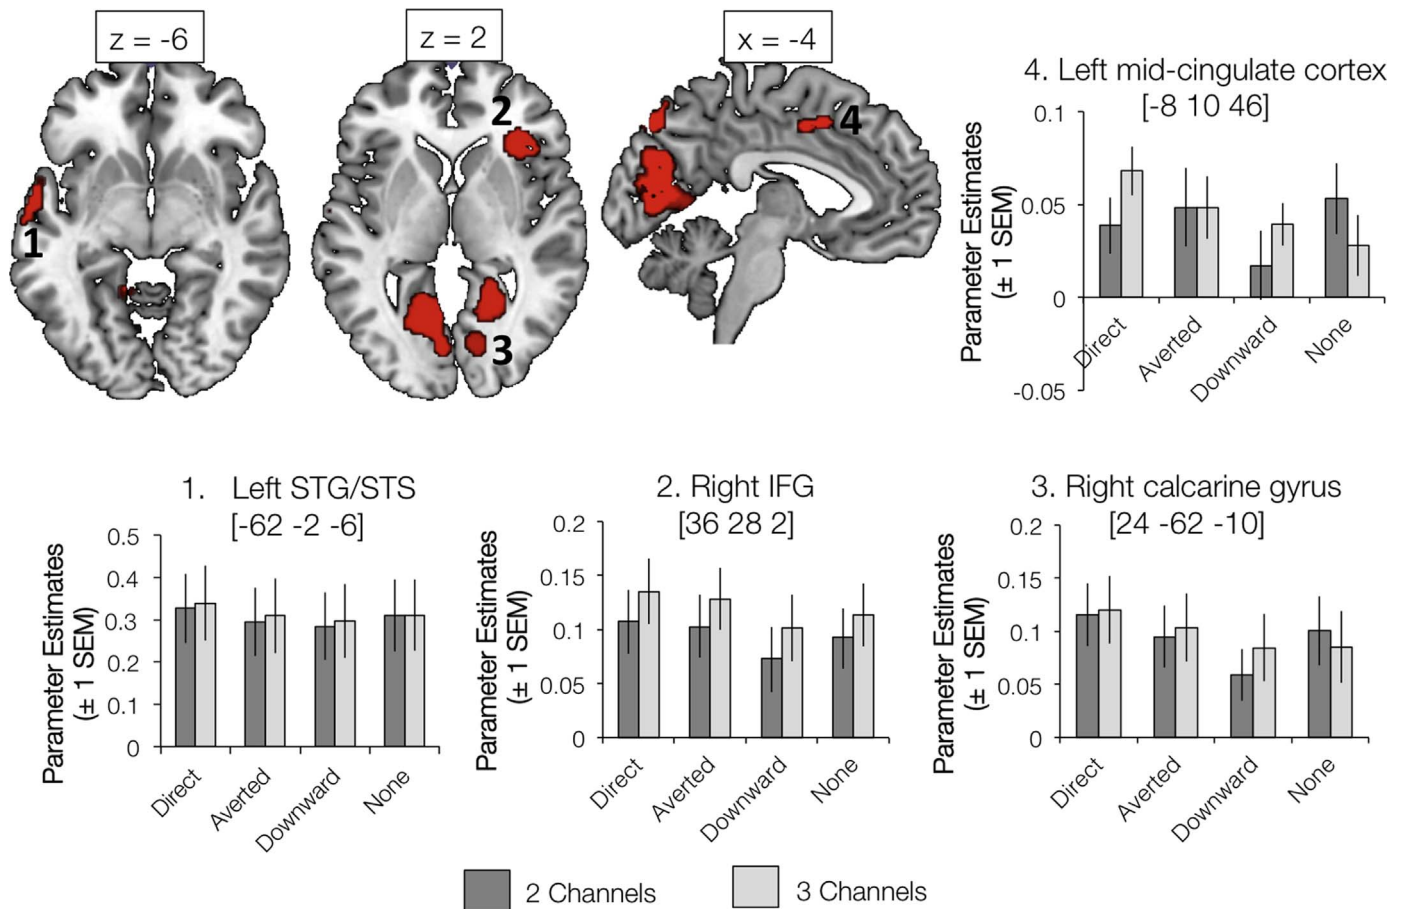 z = -6
z = 2
x = -4
1
2
3
4
4. Left mid-cingulate cortex
[-8 10 46]
Parameter Estimates
(± 1 SEM)
0.1
0.05
0
-0.05
Direct
Averted
Downward
None
1. Left STG/STS
[-62 -2 -6]
Parameter Estimates
(± 1 SEM)
0.5
0.4
0.3
0.2
0.1
0
Direct
Averted
Downward
None
2. Right IFG
[36 28 2]
Parameter Estimates
(± 1 SEM)
0.2
0.15
0.1
0.05
0
Direct
Averted
Downward
None
3. Right calcarine gyrus
[24 -62 -10]
Parameter Estimates
(± 1 SEM)
0.2
0.15
0.1
0.05
0
Direct
Averted
Downward
None
2 Channels
3 Channels